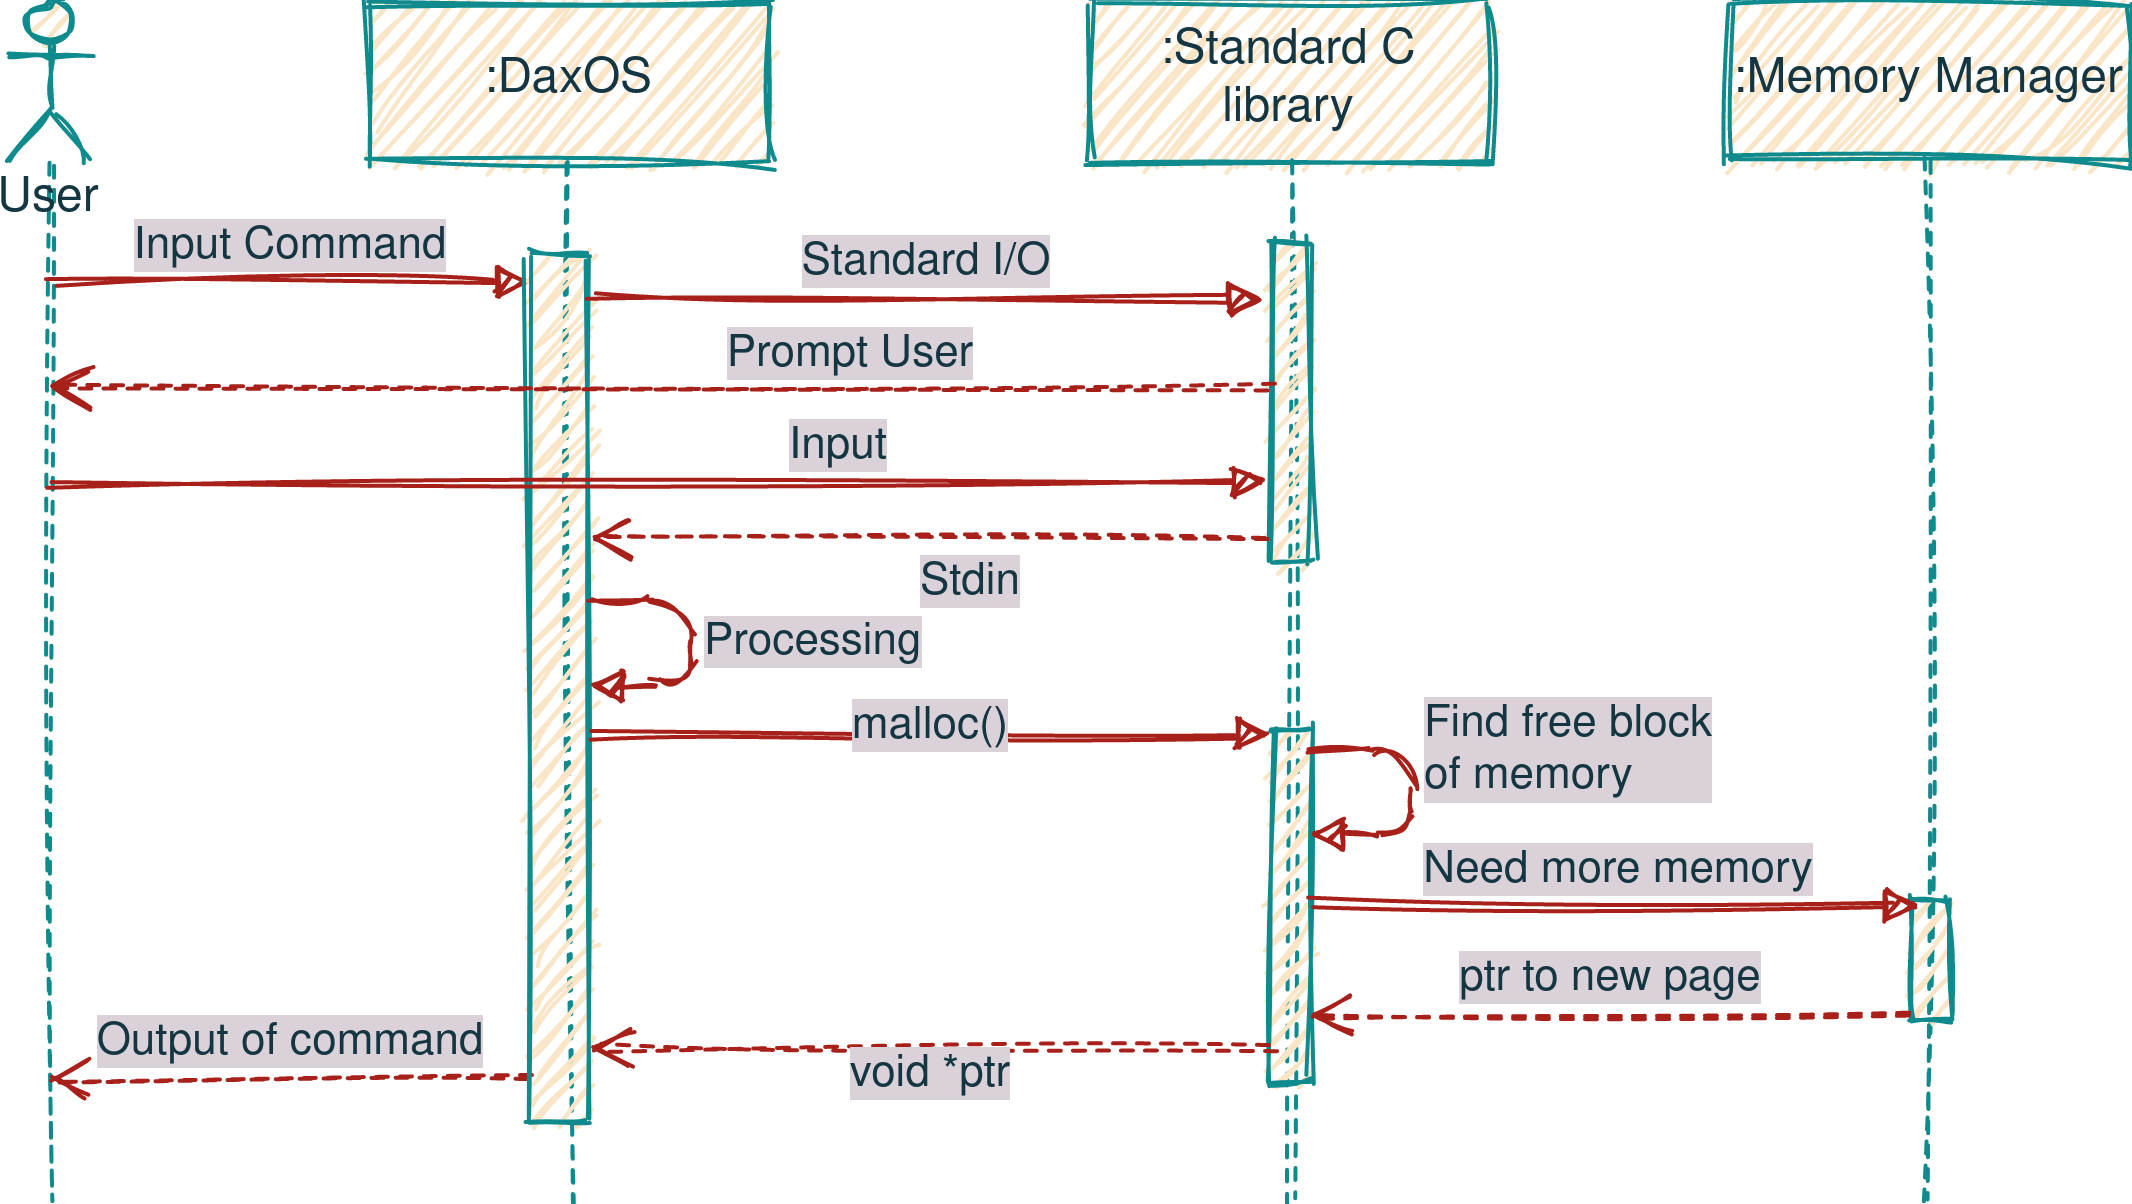 :DaxOS
:Standard C
library
:Memory Manager
User
Input Command
Standard I/O
Prompt User
Input
Stdin
Processing
malloc()
Find free block
of memory
Need more memory
ptr to new page
Output of command
void *ptr